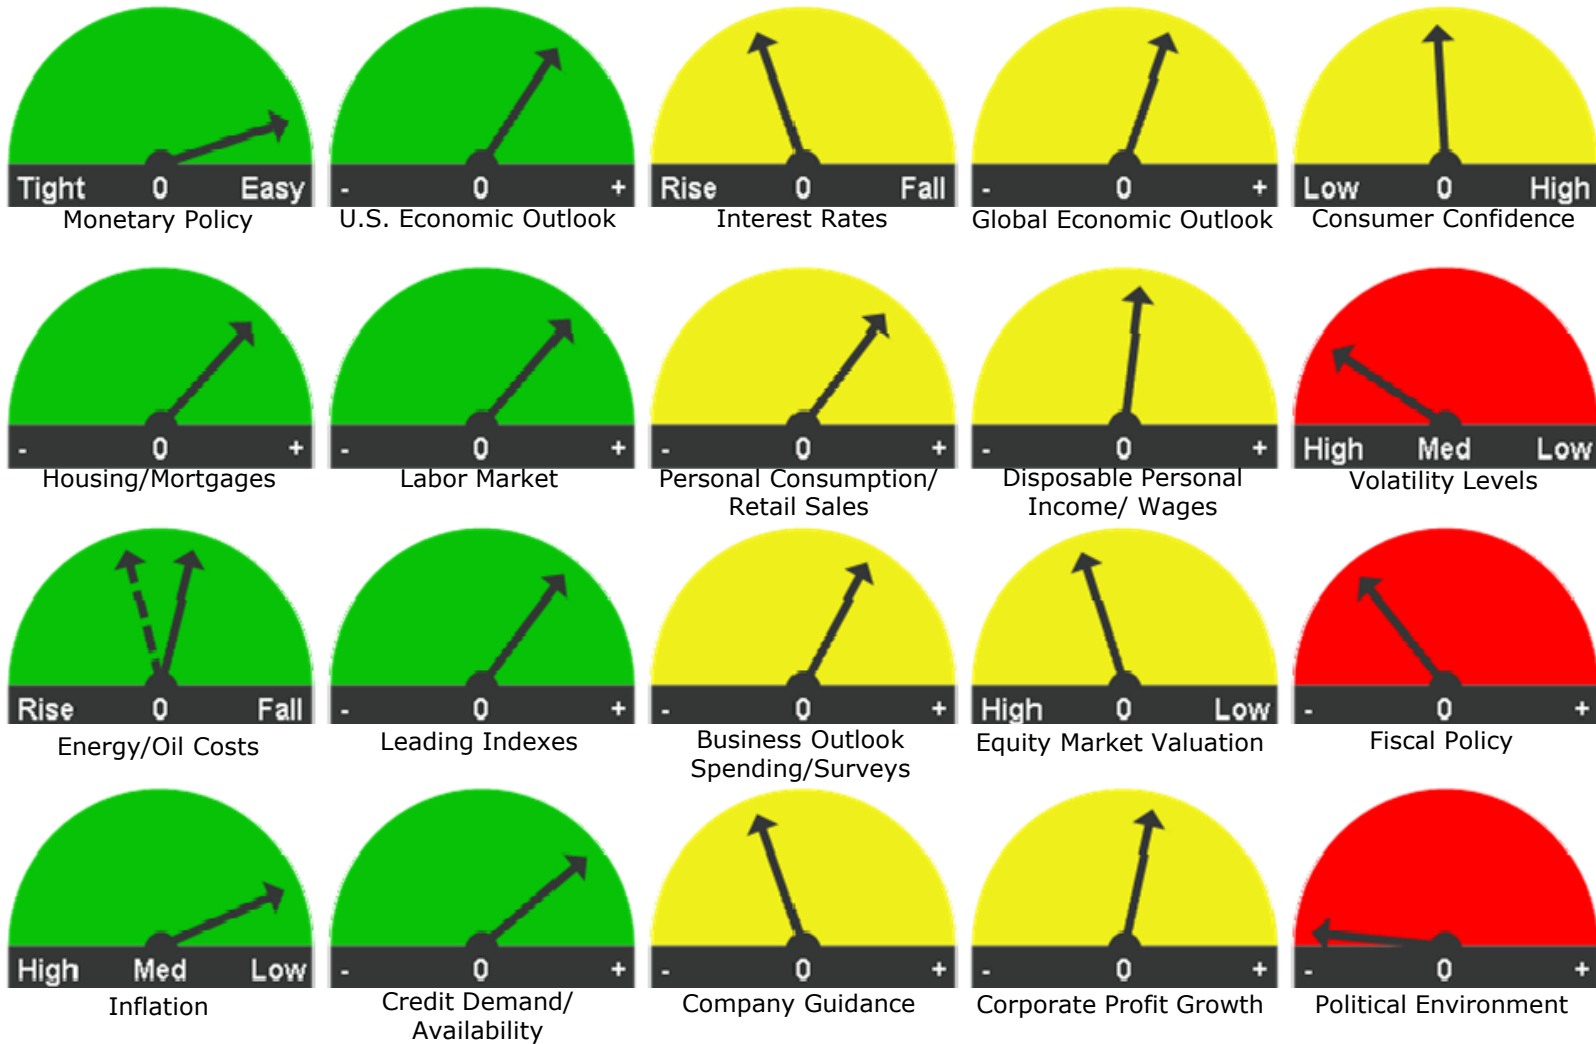 Tight 0 Easy
Monetary Policy
- 0 +
U.S. Economic Outlook
Rise 0 Fall
Interest Rates
- 0 +
Global Economic Outlook
Low 0 High
Consumer Confidence
- 0 +
Housing/Mortgages
- 0 +
Labor Market
- 0 +
Personal Consumption/
Retail Sales
- 0 +
Disposable Personal
Income/ Wages
High Med Low
Volatility Levels
Rise 0 Fall
Energy/Oil Costs
- 0 +
Leading Indexes
- 0 +
Business Outlook
Spending/Surveys
High 0 Low
Equity Market Valuation
- 0 +
Fiscal Policy
High Med Low
Inflation
- 0 +
Credit Demand/
Availability
- 0 +
Company Guidance
- 0 +
Corporate Profit Growth
- 0 +
Political Environment